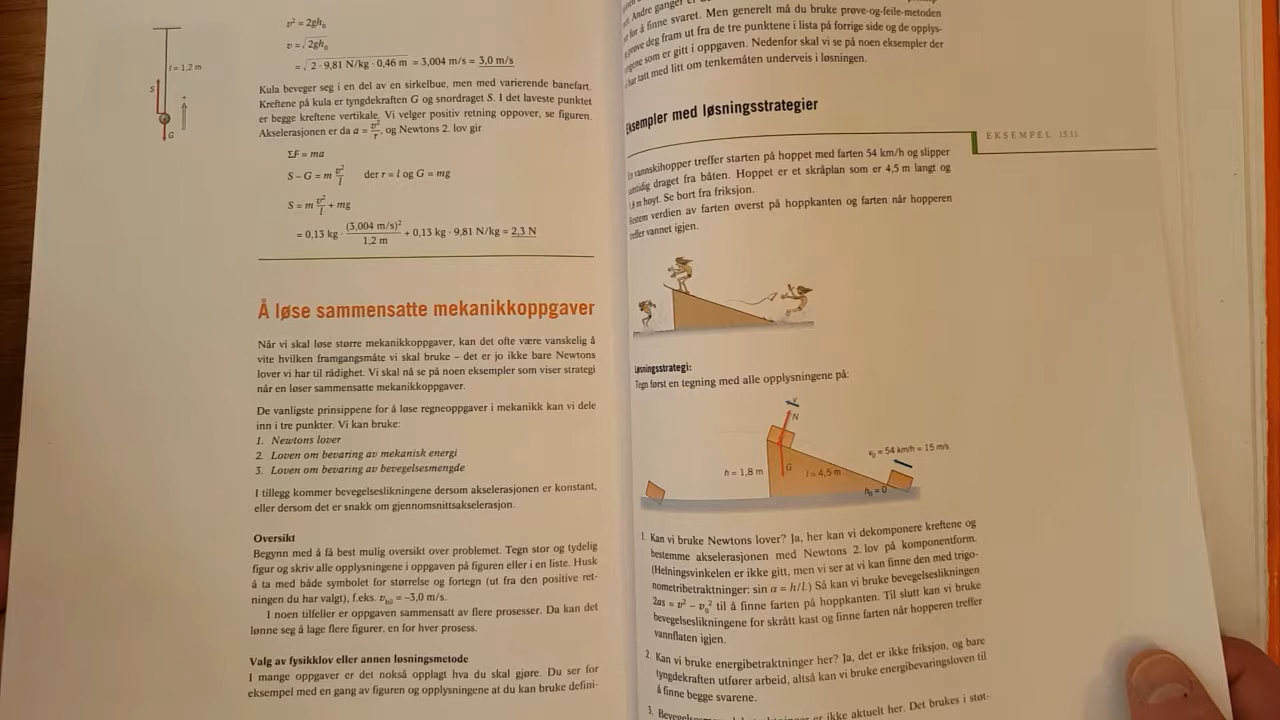 l = 1,2 m
S
+
G
v² = 2gh₀
v = √2gh₀
= √2 · 9,81 N/kg · 0,46 m = 3,004 m/s = 3,0 m/s
Kula beveger seg i en del av en sirkelbue, men med varierende banefart.
Kreftene på kula er tyngdekraften G og snordraget S. I det laveste punktet
er begge kreftene vertikale. Vi velger positiv retning oppover, se figuren.
Akselerasjonen er da a = v²/r, og Newtons 2. lov gir
ΣF = ma
S – G = m v²/l der r = l og G = mg
S = m v²/l + mg
= 0,13 kg · (3,004 m/s)²/1,2 m + 0,13 kg · 9,81 N/kg = 2,3 N
Å løse sammensatte mekanikkoppgaver
Når vi skal løse større mekanikkoppgaver, kan det ofte være vanskelig å
vite hvilken framgangsmåte vi skal bruke – det er jo ikke bare Newtons
lover vi har til rådighet. Vi skal nå se på noen eksempler som viser strategi
når en løser sammensatte mekanikkoppgaver.
De vanligste prinsippene for å løse regneoppgaver i mekanikk kan vi dele
inn i tre punkter. Vi kan bruke:
1. Newtons lover
2. Loven om bevaring av mekanisk energi
3. Loven om bevaring av bevegelsesmengde
I tillegg kommer bevegelseslikningene dersom akselerasjonen er konstant,
eller dersom det er snakk om gjennomsnittsakselerasjon.
Oversikt
Begynn med å få best mulig oversikt over problemet. Tegn stor og tydelig
figur og skriv alle opplysningene i oppgaven på figuren eller i en liste. Husk
å ta med både symbolet for størrelse og fortegn (ut fra den positive ret-
ningen du har valgt), f.eks. = –3,0 m/s.
I noen tilfeller er oppgaven sammensatt av flere prosesser. Da kan det
lønne seg å lage flere figurer, en for hver prosess.
Valg av fysikklov eller annen løsningsmetode
I mange oppgaver er det nokså opplagt hva du skal gjøre. Du ser for
eksempel med en gang av figuren og opplysningene at du kan bruke defini-
Andre ganger er
for å finne svaret. Men generelt må du bruke prøve-og-feile-metoden
prøve deg fram ut fra de tre punktene i lista på forrige side og de opplys-
ningene som er gitt i oppgaven. Nedenfor skal vi se på noen eksempler der
vi har tatt med litt om tenkemåten underveis i løsningen.
Eksempler med løsningsstrategier
EKSEMPEL 15.11
En vannskihopper treffer starten på hoppet med farten 54 km/h og slipper
samtidig draget fra båten. Hoppet er et skråplan som er 4,5 m langt og
1,8 m høyt. Se bort fra friksjon.
Bestem verdien av farten øverst på hoppkanten og farten når hopperen
treffer vannet igjen.
Løsningsstrategi:
Tegn først en tegning med alle opplysningene på:
v
N
v₀ = 54 km/h = 15 m/s
h = 1,8 m
G
l = 4,5 m
h₀ = 0
1. Kan vi bruke Newtons lover? Ja, her kan vi dekomponere kreftene og
bestemme akselerasjonen med Newtons 2. lov på komponentform.
(Helningsvinkelen er ikke gitt, men vi ser at vi kan finne den med trigo-
nometribetraktninger: sin α = h/l.) Så kan vi bruke bevegelseslikningen
2as = v² – v₀² til å finne farten på hoppkanten. Til slutt kan vi bruke
bevegelseslikningene for skrått kast og finne farten når hopperen treffer
vannflaten igjen.
2. Kan vi bruke energibetraktninger her? Ja, det er ikke friksjon, og bare
tyngdekraften utfører arbeid, altså kan vi bruke energibevaringsloven til
å finne begge svarene.
3. er ikke aktuelt her. Det brukes i støt-